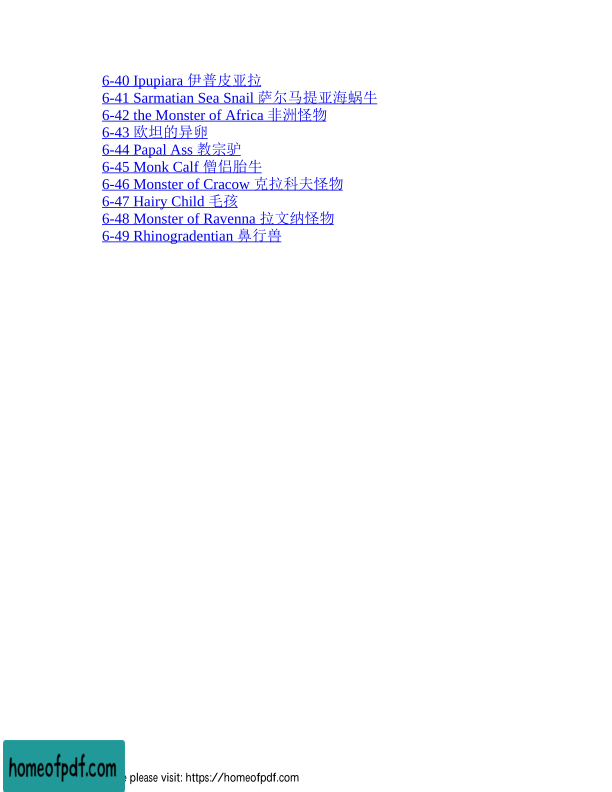 6-40 Ipupiara 伊普皮亚拉
6-41 Sarmatian Sea Snail 萨尔马提亚海蜗牛
6-42 the Monster of Africa 非洲怪物
6-43 欧坦的异卵
6-44 Papal Ass 教宗驴
6-45 Monk Calf 僧侣胎牛
6-46 Monster of Cracow 克拉科夫怪物
6-47 Hairy Child 毛孩
6-48 Monster of Ravenna 拉文纳怪物
6-49 Rhinogradentian 鼻行兽
homeofpdf.com
please visit: https://homeofpdf.com